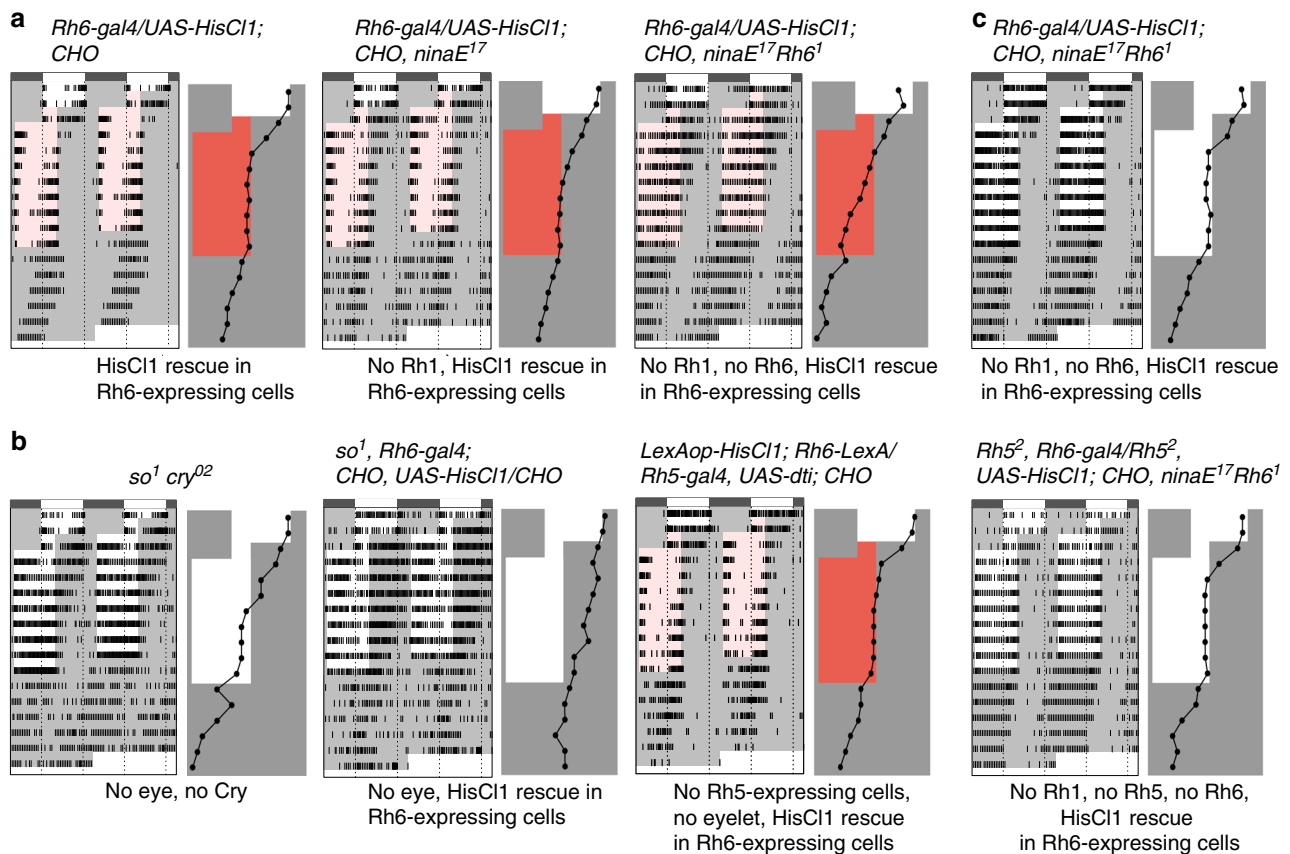 a
Rh6-gal4/UAS-HisCl1;
CHO
Rh6-gal4/UAS-HisCl1;
CHO, ninaE17
Rh6-gal4/UAS-HisCl1;
CHO, ninaE17Rh61
c
Rh6-gal4/UAS-HisCl1;
CHO, ninaE17Rh61
HisCl1 rescue in
Rh6-expressing cells
No Rh1, HisCl1 rescue in
Rh6-expressing cells
No Rh1, no Rh6, HisCl1 rescue
in Rh6-expressing cells
No Rh1, no Rh6, HisCl1 rescue
in Rh6-expressing cells
b
so1 cry02
so1, Rh6-gal4;
CHO, UAS-HisCl1/CHO
LexAop-HisCl1; Rh6-LexA/
Rh5-gal4, UAS-dti; CHO
Rh52, Rh6-gal4/Rh52,
UAS-HisCl1; CHO, ninaE17Rh61
No eye, no Cry
No eye, HisCl1 rescue in
Rh6-expressing cells
No Rh5-expressing cells,
no eyelet, HisCl1 rescue
in Rh6-expressing cells
No Rh1, no Rh5, no Rh6,
HisCl1 rescue
in Rh6-expressing cells